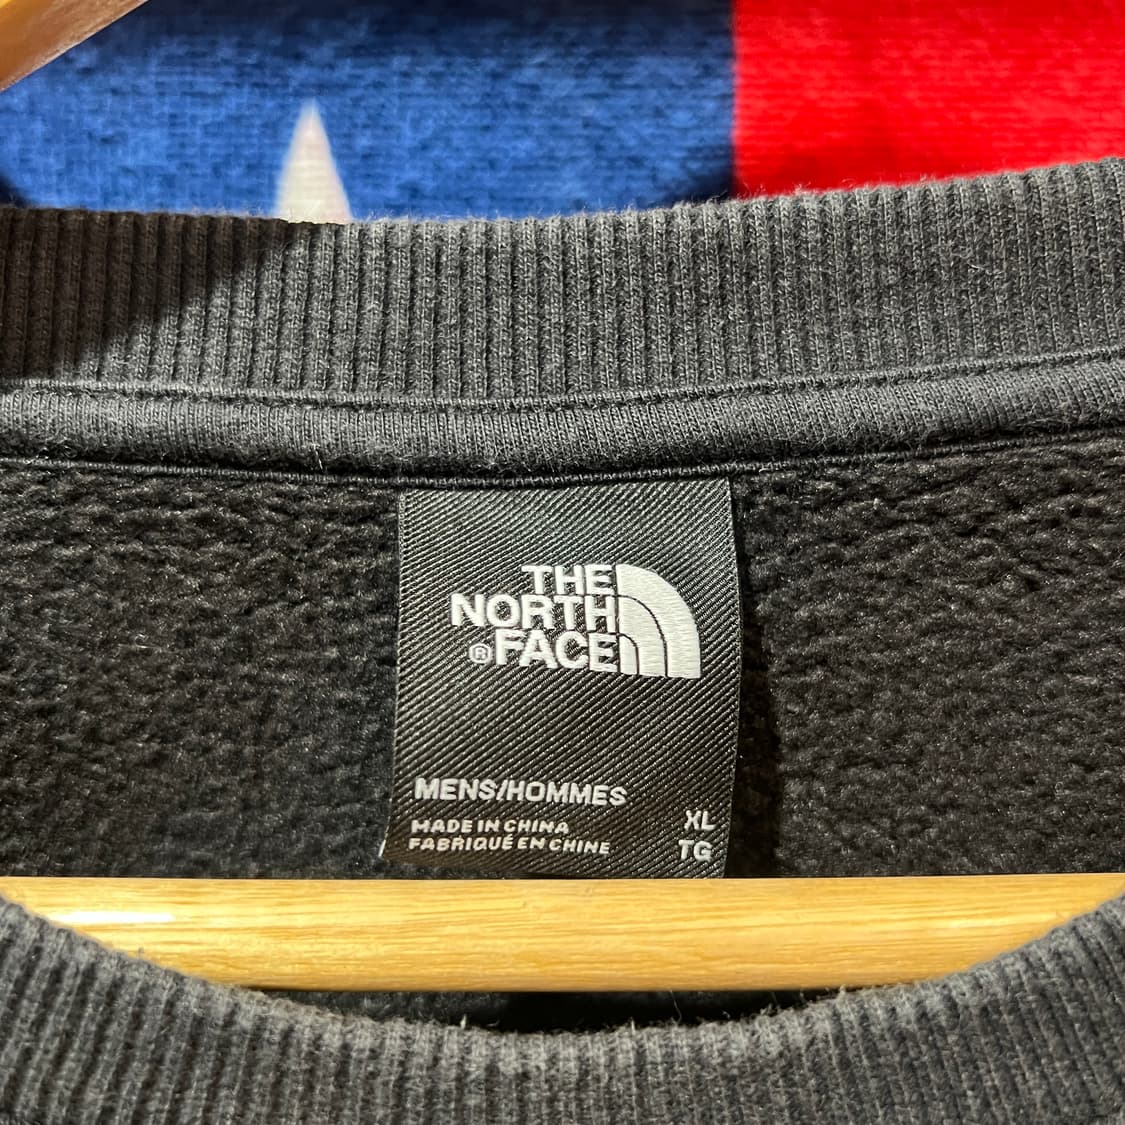 THE
NORTH
®FACE
MENS/HOMMES
MADE IN CHINA
FABRIQUÉ EN CHINE
XL
TG